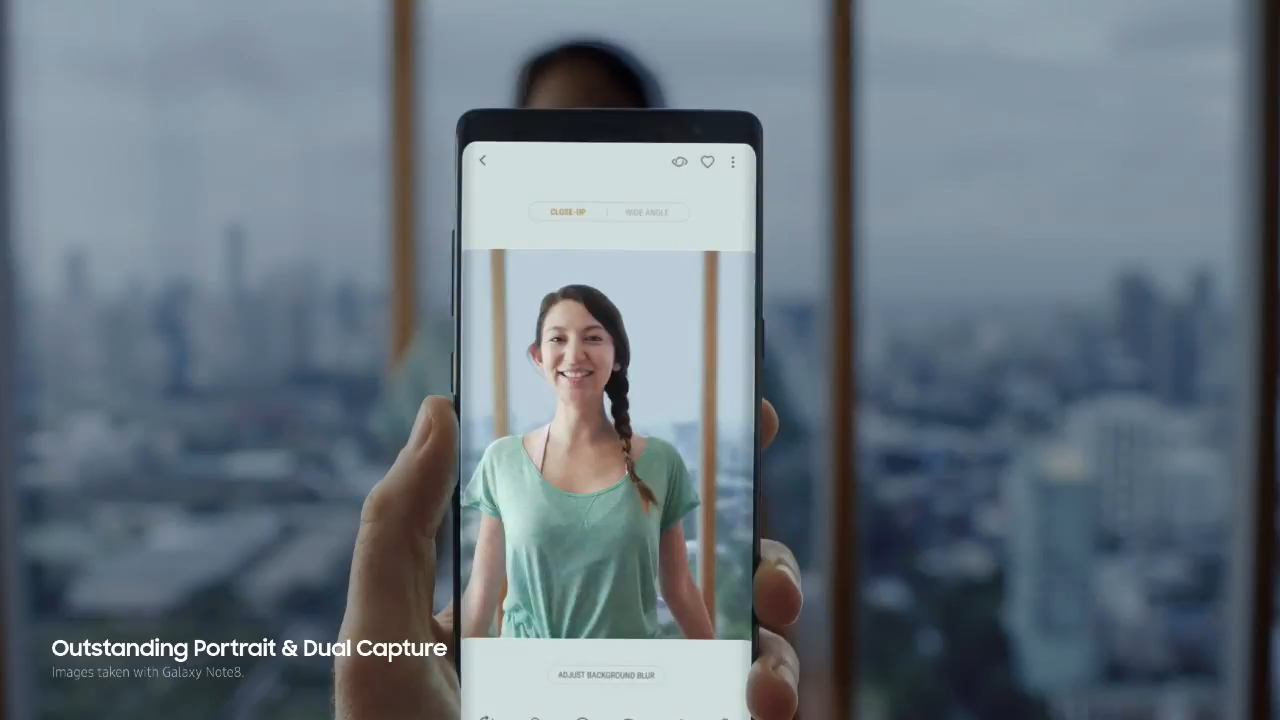 CLOSE-UP | WIDE ANGLE
Outstanding Portrait & Dual Capture
Images taken with Galaxy Note8.
ADJUST BACKGROUND BLUR